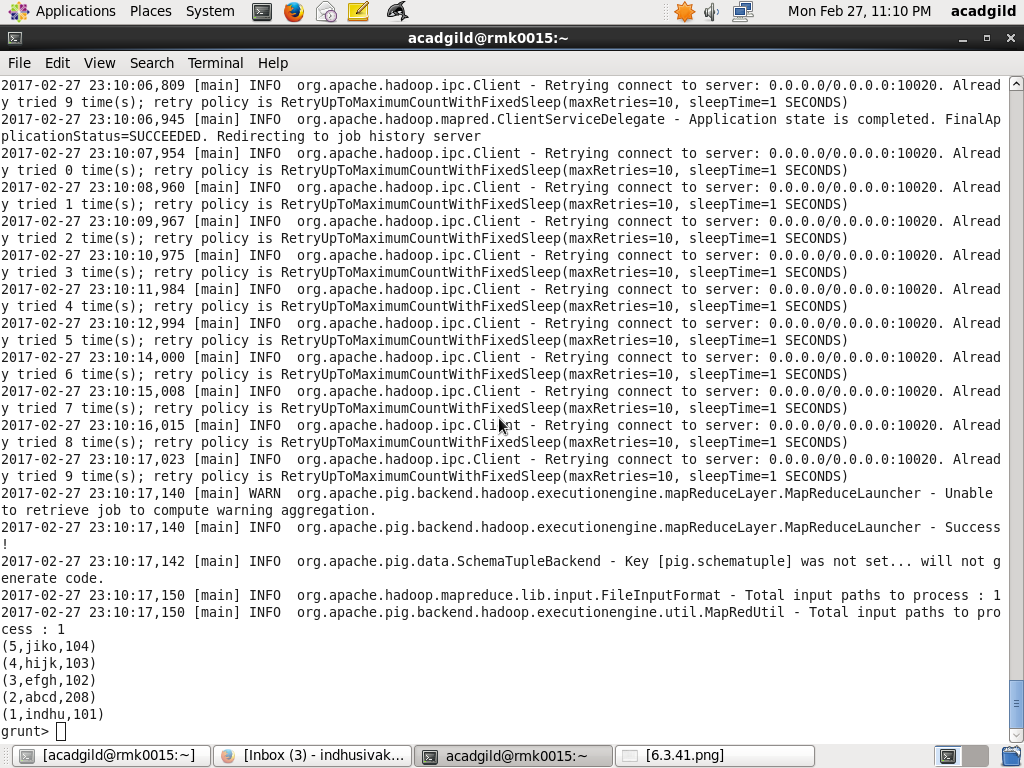 Applications Places System Mon Feb 27, 11:10 PM acadgild
acadgild@rmk0015:~
File Edit View Search Terminal Help
2017-02-27 23:10:06,809 [main] INFO  org.apache.hadoop.ipc.Client - Retrying connect to server: 0.0.0.0/0.0.0.0:10020. Alread
y tried 9 time(s); retry policy is RetryUpToMaximumCountWithFixedSleep(maxRetries=10, sleepTime=1 SECONDS)
2017-02-27 23:10:06,945 [main] INFO  org.apache.hadoop.mapred.ClientServiceDelegate - Application state is completed. FinalAp
plicationStatus=SUCCEEDED. Redirecting to job history server
2017-02-27 23:10:07,954 [main] INFO  org.apache.hadoop.ipc.Client - Retrying connect to server: 0.0.0.0/0.0.0.0:10020. Alread
y tried 0 time(s); retry policy is RetryUpToMaximumCountWithFixedSleep(maxRetries=10, sleepTime=1 SECONDS)
2017-02-27 23:10:08,960 [main] INFO  org.apache.hadoop.ipc.Client - Retrying connect to server: 0.0.0.0/0.0.0.0:10020. Alread
y tried 1 time(s); retry policy is RetryUpToMaximumCountWithFixedSleep(maxRetries=10, sleepTime=1 SECONDS)
2017-02-27 23:10:09,967 [main] INFO  org.apache.hadoop.ipc.Client - Retrying connect to server: 0.0.0.0/0.0.0.0:10020. Alread
y tried 2 time(s); retry policy is RetryUpToMaximumCountWithFixedSleep(maxRetries=10, sleepTime=1 SECONDS)
2017-02-27 23:10:10,975 [main] INFO  org.apache.hadoop.ipc.Client - Retrying connect to server: 0.0.0.0/0.0.0.0:10020. Alread
y tried 3 time(s); retry policy is RetryUpToMaximumCountWithFixedSleep(maxRetries=10, sleepTime=1 SECONDS)
2017-02-27 23:10:11,984 [main] INFO  org.apache.hadoop.ipc.Client - Retrying connect to server: 0.0.0.0/0.0.0.0:10020. Alread
y tried 4 time(s); retry policy is RetryUpToMaximumCountWithFixedSleep(maxRetries=10, sleepTime=1 SECONDS)
2017-02-27 23:10:12,994 [main] INFO  org.apache.hadoop.ipc.Client - Retrying connect to server: 0.0.0.0/0.0.0.0:10020. Alread
y tried 5 time(s); retry policy is RetryUpToMaximumCountWithFixedSleep(maxRetries=10, sleepTime=1 SECONDS)
2017-02-27 23:10:14,000 [main] INFO  org.apache.hadoop.ipc.Client - Retrying connect to server: 0.0.0.0/0.0.0.0:10020. Alread
y tried 6 time(s); retry policy is RetryUpToMaximumCountWithFixedSleep(maxRetries=10, sleepTime=1 SECONDS)
2017-02-27 23:10:15,008 [main] INFO  org.apache.hadoop.ipc.Client - Retrying connect to server: 0.0.0.0/0.0.0.0:10020. Alread
y tried 7 time(s); retry policy is RetryUpToMaximumCountWithFixedSleep(maxRetries=10, sleepTime=1 SECONDS)
2017-02-27 23:10:16,015 [main] INFO  org.apache.hadoop.ipc.Client - Retrying connect to server: 0.0.0.0/0.0.0.0:10020. Alread
y tried 8 time(s); retry policy is RetryUpToMaximumCountWithFixedSleep(maxRetries=10, sleepTime=1 SECONDS)
2017-02-27 23:10:17,023 [main] INFO  org.apache.hadoop.ipc.Client - Retrying connect to server: 0.0.0.0/0.0.0.0:10020. Alread
y tried 9 time(s); retry policy is RetryUpToMaximumCountWithFixedSleep(maxRetries=10, sleepTime=1 SECONDS)
2017-02-27 23:10:17,140 [main] WARN  org.apache.pig.backend.hadoop.executionengine.mapReduceLayer.MapReduceLauncher - Unable
to retrieve job to compute warning aggregation.
2017-02-27 23:10:17,140 [main] INFO  org.apache.pig.backend.hadoop.executionengine.mapReduceLayer.MapReduceLauncher - Success
!
2017-02-27 23:10:17,142 [main] INFO  org.apache.pig.data.SchemaTupleBackend - Key [pig.schematuple] was not set... will not g
enerate code.
2017-02-27 23:10:17,150 [main] INFO  org.apache.hadoop.mapreduce.lib.input.FileInputFormat - Total input paths to process : 1
2017-02-27 23:10:17,150 [main] INFO  org.apache.pig.backend.hadoop.executionengine.util.MapRedUtil - Total input paths to pro
cess : 1
(5,jiko,104)
(4,hijk,103)
(3,efgh,102)
(2,abcd,208)
(1,indhu,101)
grunt>
[acadgild@rmk0015:~] [Inbox (3) - indhusivak... acadgild@rmk0015:~ [6.3.41.png]